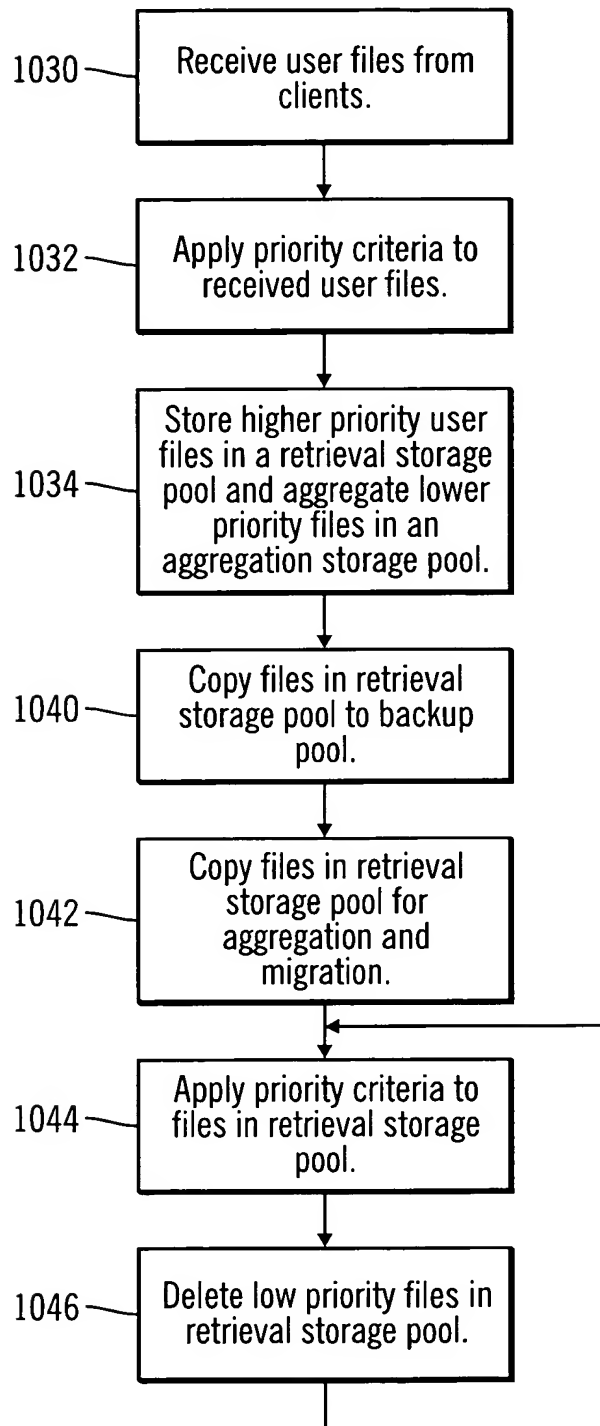 1030
Receive user files from
clients.
1032
Apply priority criteria to
received user files.
1034
Store higher priority user
files in a retrieval storage
pool and aggregate lower
priority files in an
aggregation storage pool.
1040
Copy files in retrieval
storage pool to backup
pool.
1042
Copy files in retrieval
storage pool for
aggregation and
migration.
1044
Apply priority criteria to
files in retrieval storage
pool.
1046
Delete low priority files in
retrieval storage pool.